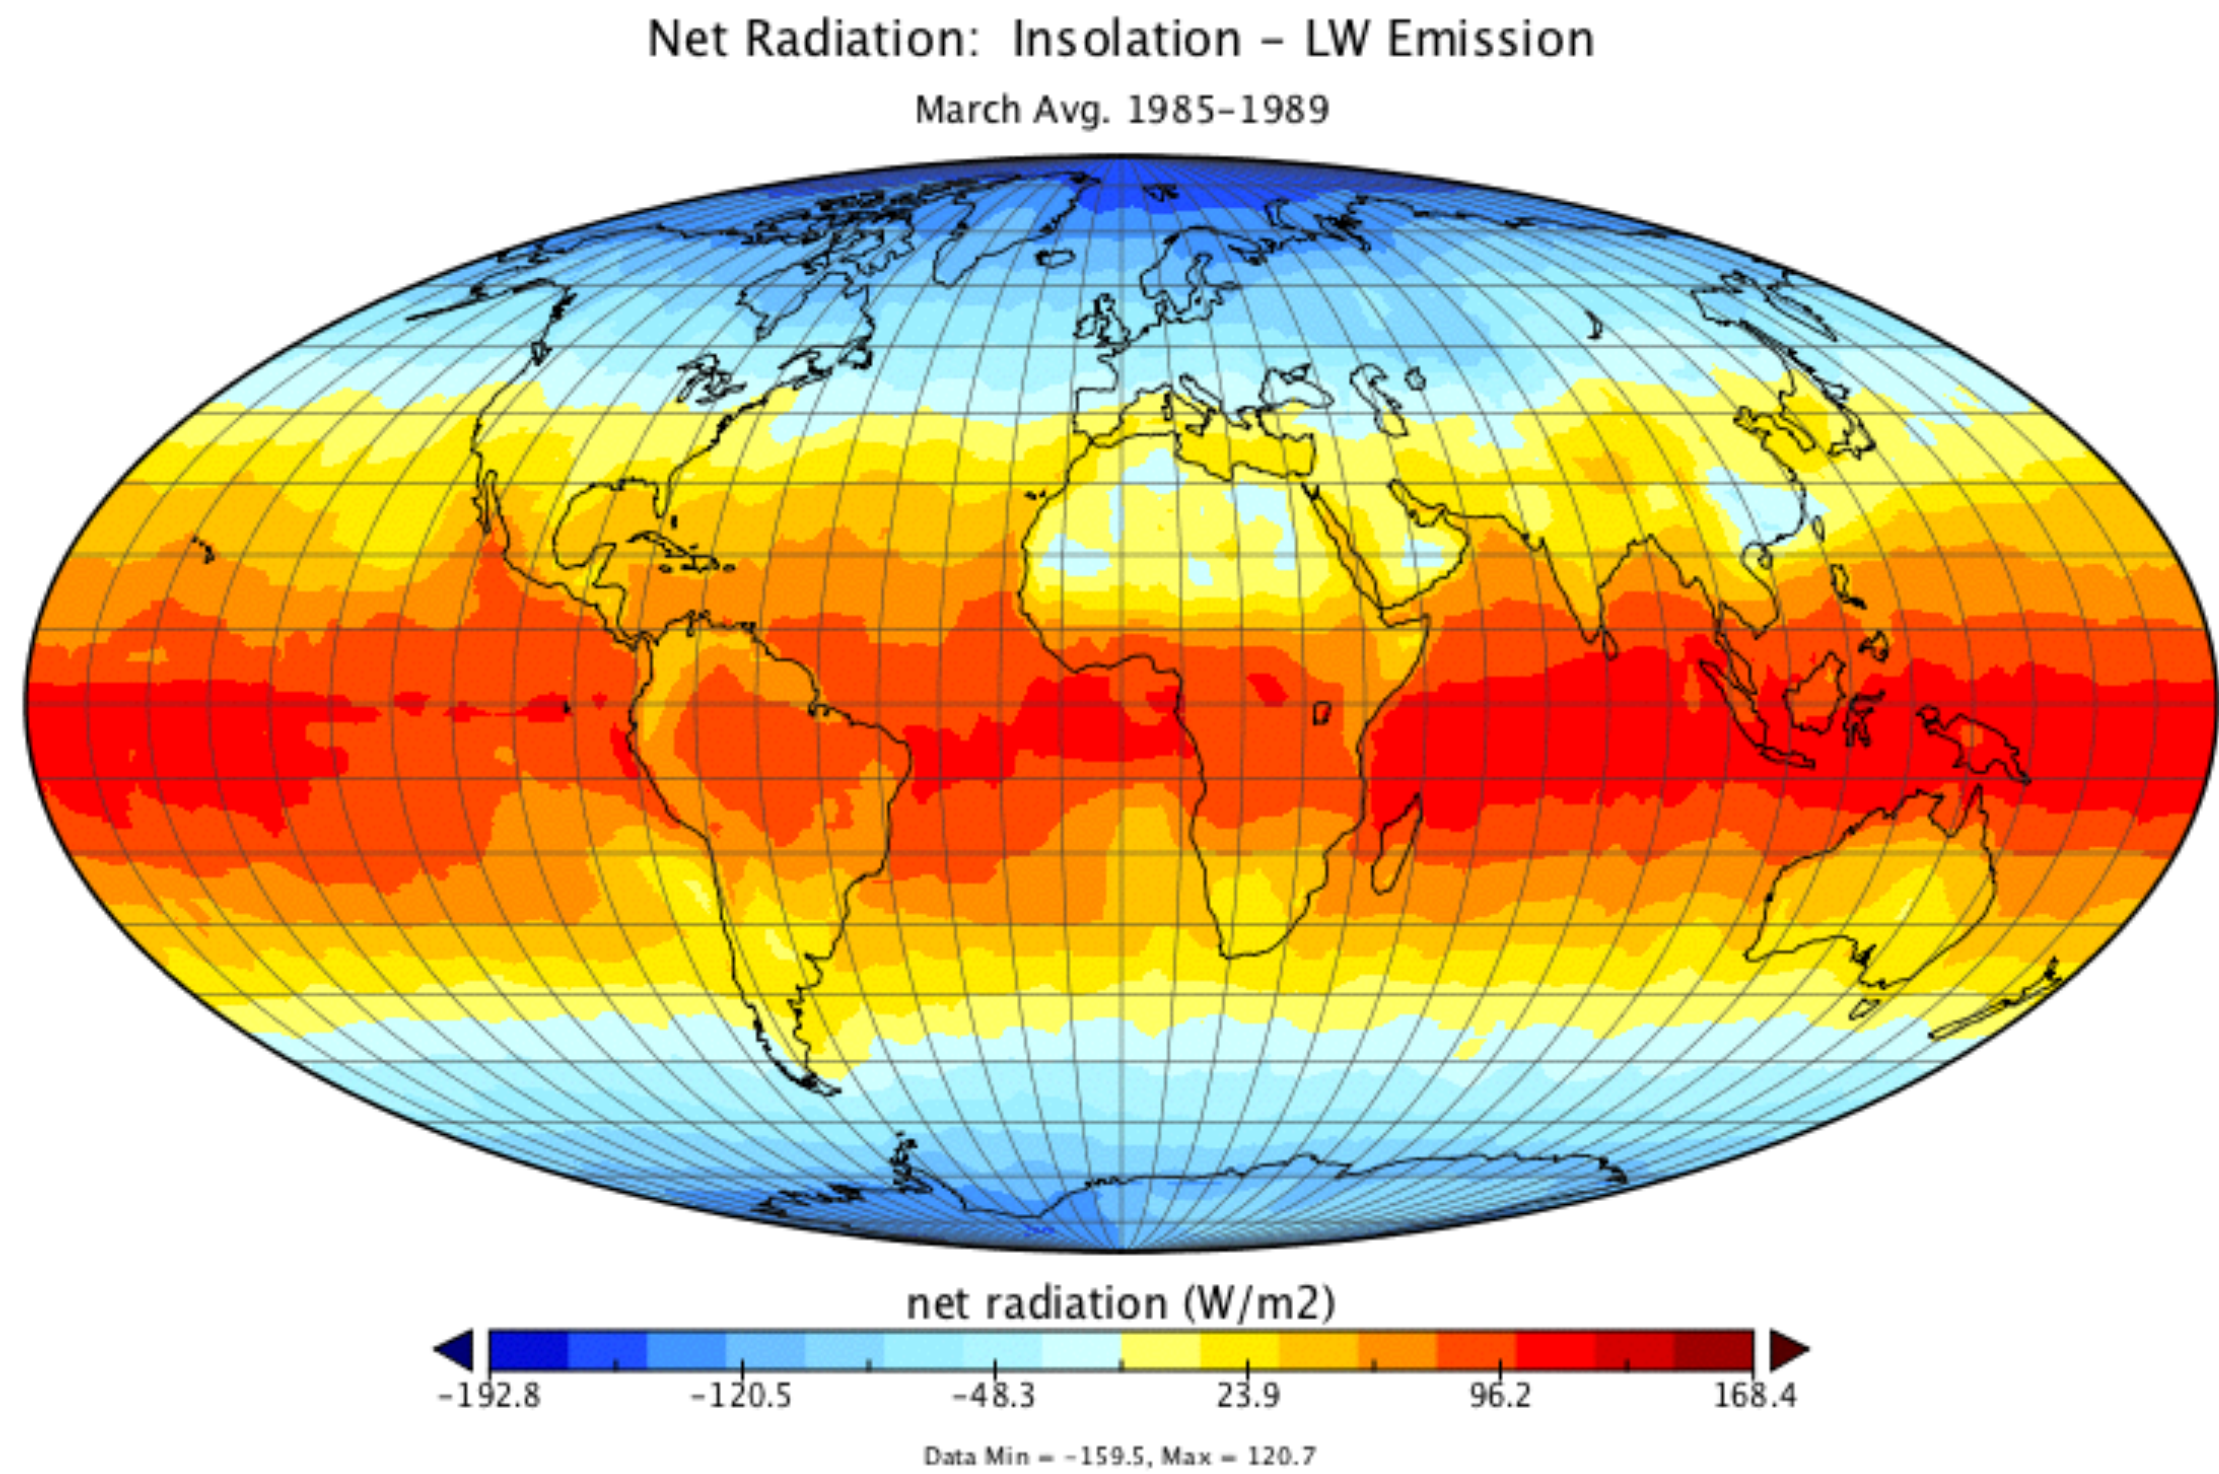 Net Radiation: Insolation – LW Emission
March Avg. 1985–1989
net radiation (W/m2)
−192.8 −120.5 −48.3 23.9 96.2 168.4
Data Min = −159.5, Max = 120.7